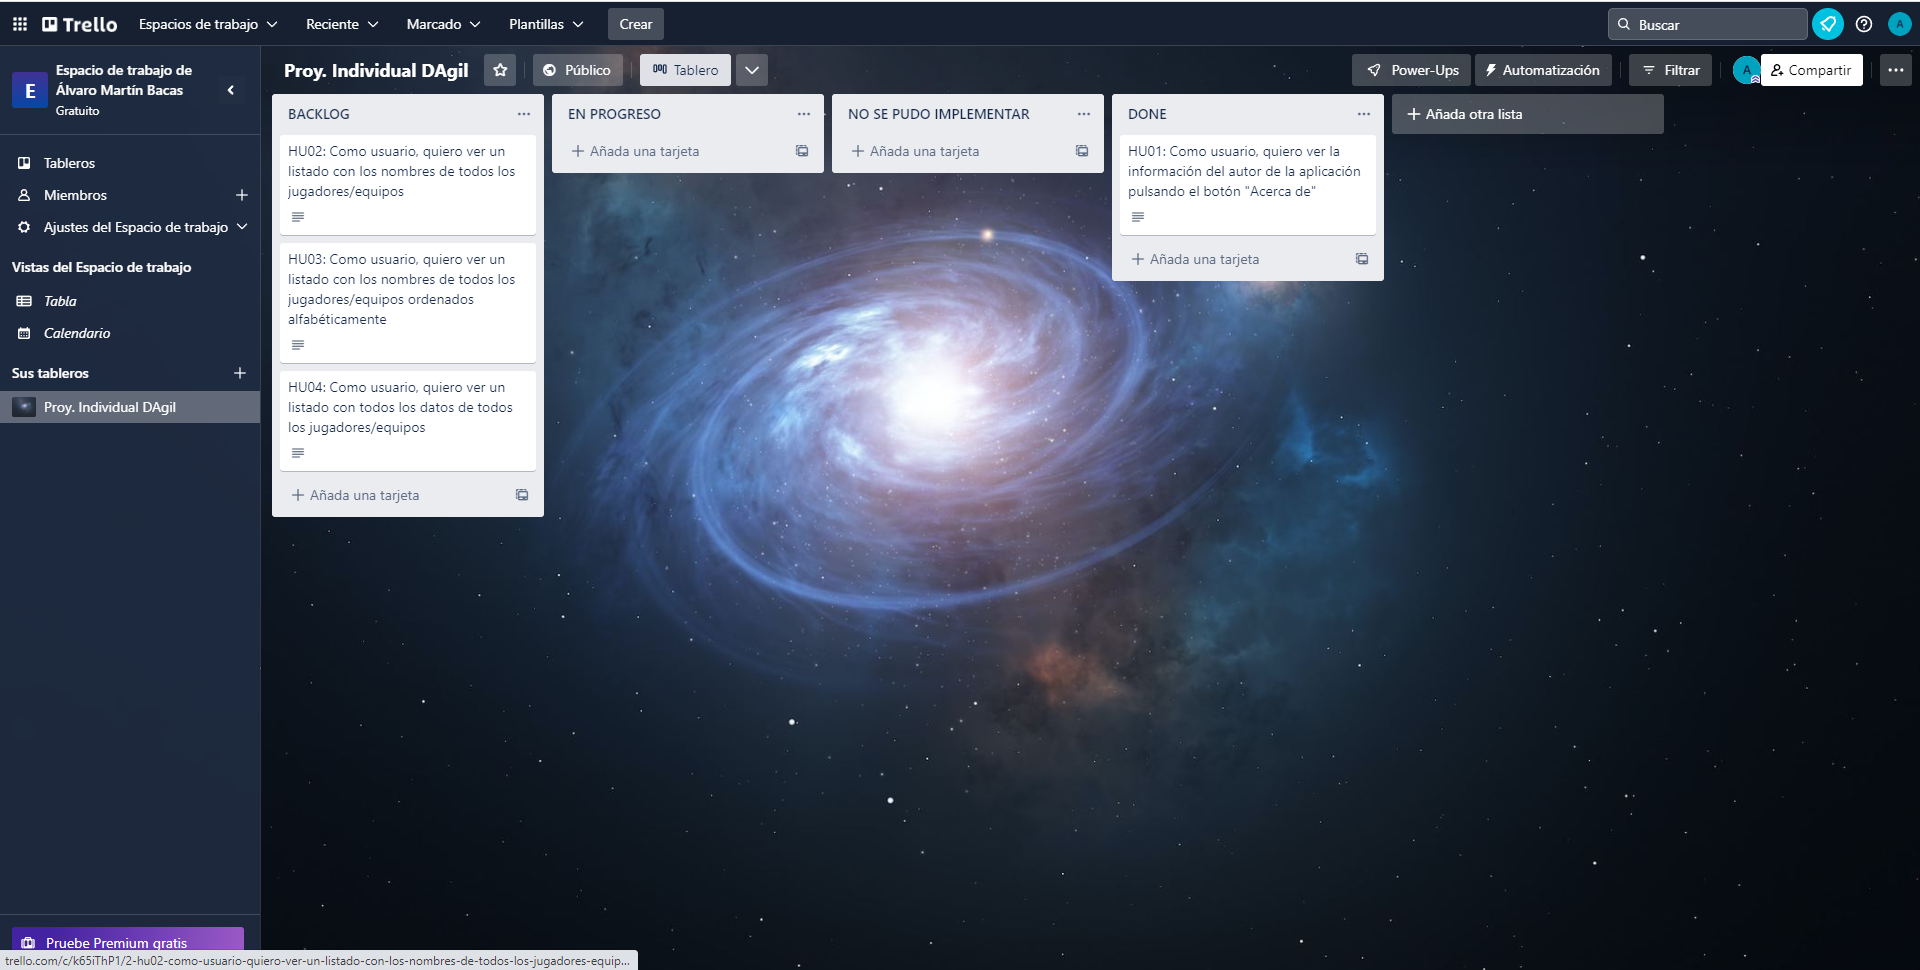 Trello
Espacios de trabajo
Reciente
Marcado
Plantillas
Crear
Buscar
A
E
Espacio de trabajo de
Álvaro Martín Bacas
Gratuito
Proy. Individual DAgil
Público
Tablero
Power-Ups
Automatización
Filtrar
A
Compartir
Tableros
Miembros
Ajustes del Espacio de trabajo
Vistas del Espacio de trabajo
Tabla
Calendario
Sus tableros
Proy. Individual DAgil
BACKLOG
HU02: Como usuario, quiero ver un
listado con los nombres de todos los
jugadores/equipos
HU03: Como usuario, quiero ver un
listado con los nombres de todos los
jugadores/equipos ordenados
alfabéticamente
HU04: Como usuario, quiero ver un
listado con todos los datos de todos
los jugadores/equipos
Añada una tarjeta
EN PROGRESO
Añada una tarjeta
NO SE PUDO IMPLEMENTAR
Añada una tarjeta
DONE
HU01: Como usuario, quiero ver la
información del autor de la aplicación
pulsando el botón "Acerca de"
Añada una tarjeta
Añada otra lista
Pruebe Premium gratis
trello.com/c/k65iThP1/2-hu02-como-usuario-quiero-ver-un-listado-con-los-nombres-de-todos-los-jugadores-equip...